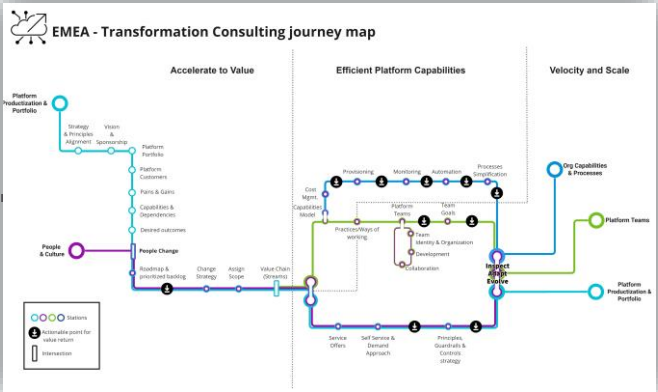 EMEA - Transformation Consulting journey map
Accelerate to Value
Efficient Platform Capabilities
Velocity and Scale
Platform
Productization &
Portfolio
Strategy
& Principles
Alignment
Vision
&
Sponsorship
Platform
Portfolio
Platform
Customers
Pains & Gains
Capabilities &
Dependencies
Desired outcomes
People
& Culture
People Change
Roadmap &
prioritized backlog
Change
Strategy
Assign
Scope
Value Chain
(Streams)
Cost
Mgmt.
Capabilities
Model
Provisioning
Monitoring
Automation
Processes
Simplification
Practices/Ways of
working
Platform
Teams
Team
Goals
Team
Identity & Organization
Development
Collaboration
Inspect
Adapt
Evolve
Org Capabilities
& Processes
Platform Teams
Platform
Productization &
Portfolio
Service
Offers
Self Service &
Demand
Approach
Principles,
Guardrails &
Controls
strategy
Stations
Actionable point for
value return
Intervention